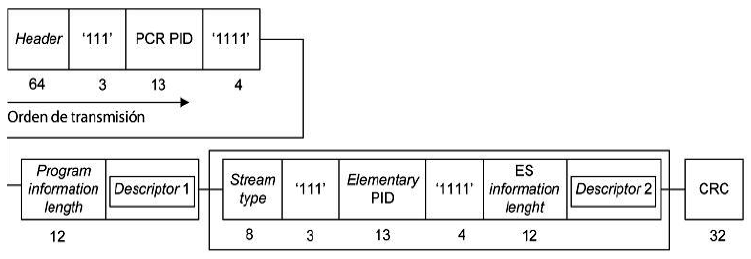 Header '111' PCR PID '1111'
64 3 13 4
Orden de transmisión
Program information length Descriptor 1 Stream type '111' Elementary PID '1111' ES information lenght Descriptor 2 CRC
12 8 3 13 4 12 32